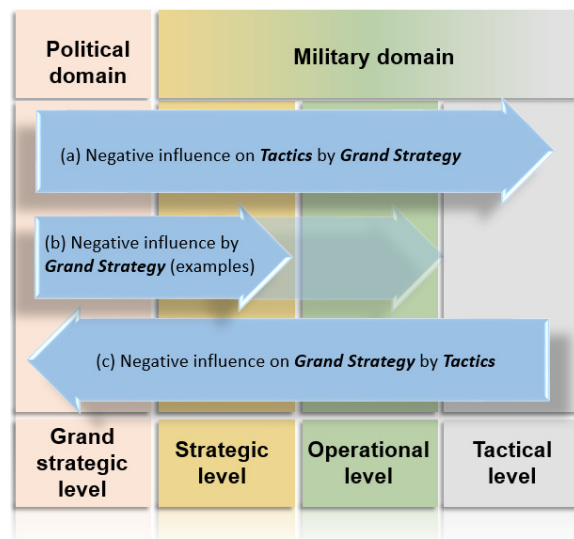 Political
domain
Military domain
(a) Negative influence on Tactics by Grand Strategy
(b) Negative influence by
Grand Strategy (examples)
(c) Negative influence on Grand Strategy by Tactics
Grand
strategic
level
Strategic
level
Operational
level
Tactical
level